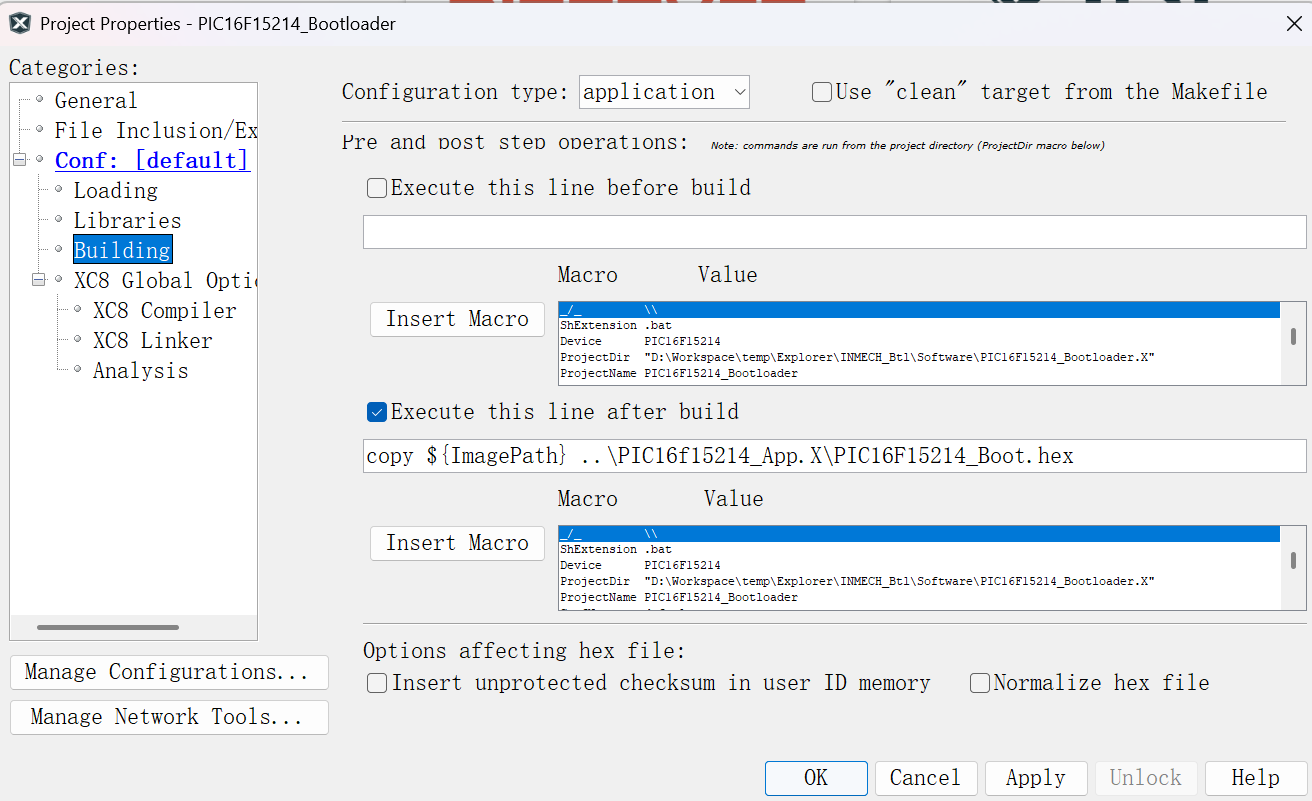 Project Properties - PIC16F15214_Bootloader
Categories:
General
File Inclusion/Ex
Conf: [default]
Loading
Libraries
Building
XC8 Global Optio
XC8 Compiler
XC8 Linker
Analysis
Manage Configurations...
Manage Network Tools...
Configuration type: application Use "clean" target from the Makefile
Pre and post step operations: Note: commands are run from the project directory (ProjectDir macro below)
Execute this line before build
Macro Value
Insert Macro
_/_ \\
ShExtension .bat
Device PIC16F15214
ProjectDir "D:\Workspace\temp\Explorer\INMECH_Btl\Software\PIC16F15214_Bootloader.X"
ProjectName PIC16F15214_Bootloader
Execute this line after build
copy ${ImagePath} ..\PIC16f15214_App.X\PIC16F15214_Boot.hex
Macro Value
Insert Macro
_/_ \\
ShExtension .bat
Device PIC16F15214
ProjectDir "D:\Workspace\temp\Explorer\INMECH_Btl\Software\PIC16F15214_Bootloader.X"
ProjectName PIC16F15214_Bootloader
Options affecting hex file:
Insert unprotected checksum in user ID memory Normalize hex file
OK Cancel Apply Unlock Help